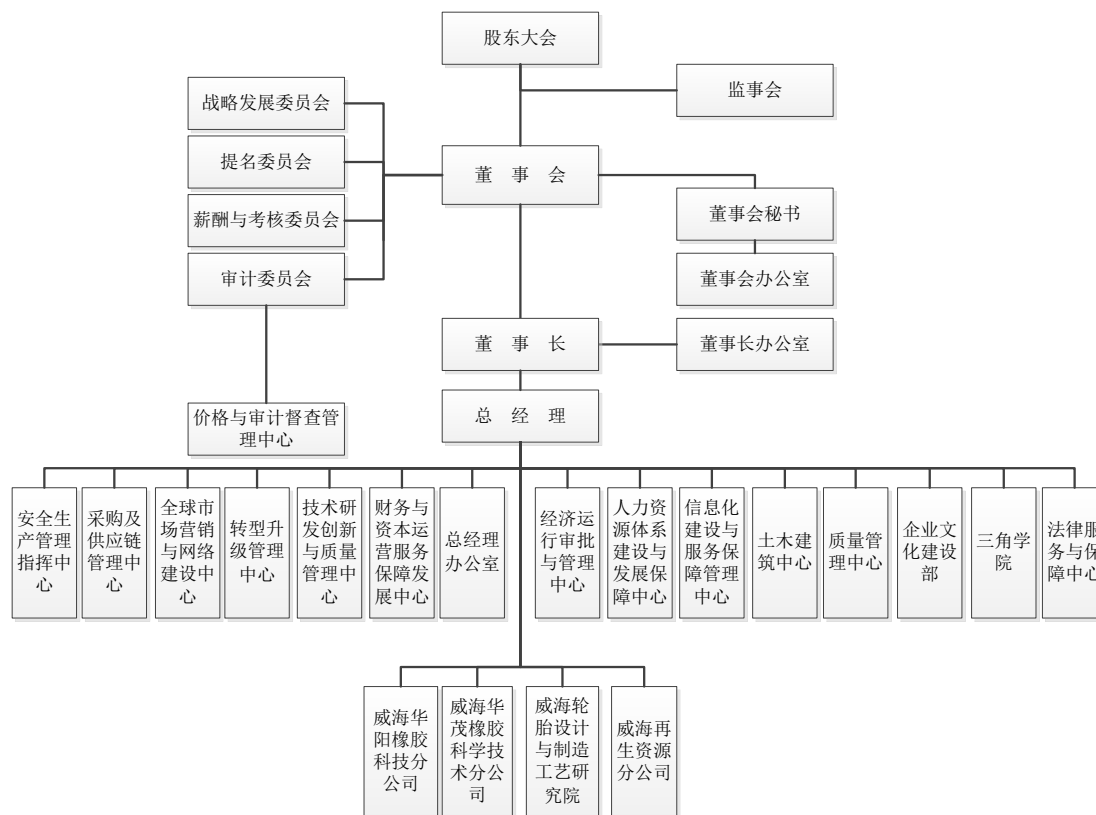 股东大会
监事会
战略发展委员会
提名委员会
董 事 会
薪酬与考核委员会
董事会秘书
审计委员会
董事会办公室
董 事 长
董事长办公室
总 经 理
价格与审计督查管
理中心
安全生
产管理
指挥中
心
采购及
供应链
管理中
心
全球市
场营销
与网络
建设中
心
转型升
级管理
中心
技术研
发创新
与质量
管理中
心
财务与
资本运
营服务
保障发
展中心
总经理
办公室
经济运
行审批
与管理
中心
人力资
源体系
建设与
发展保
障中心
信息化
建设与
服务保
障管理
中心
土木建
筑中心
质量管
理中心
企业文
化建设
部
三角学
院
法律服
务与保
障中心
威海华
阳橡胶
科技分
公司
威海华
茂橡胶
科学技
术分公
司
威海轮
胎设计
与制造
工艺研
究院
威海再
生资源
分公司